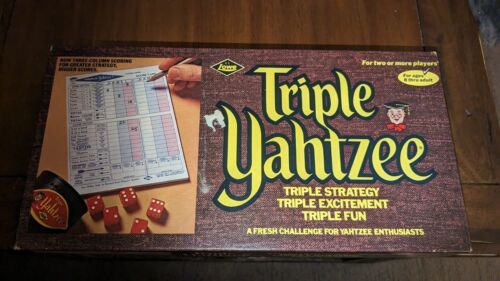 NOW THREE-COLUMN SCORING
FOR GREATER STRATEGY,
BIGGER SCORES.
Lowe
For two or more players
For ages
8 thru adult
Triple
Yahtzee
TRIPLE STRATEGY
TRIPLE EXCITEMENT
TRIPLE FUN
A FRESH CHALLENGE FOR YAHTZEE ENTHUSIASTS
Yahtzee